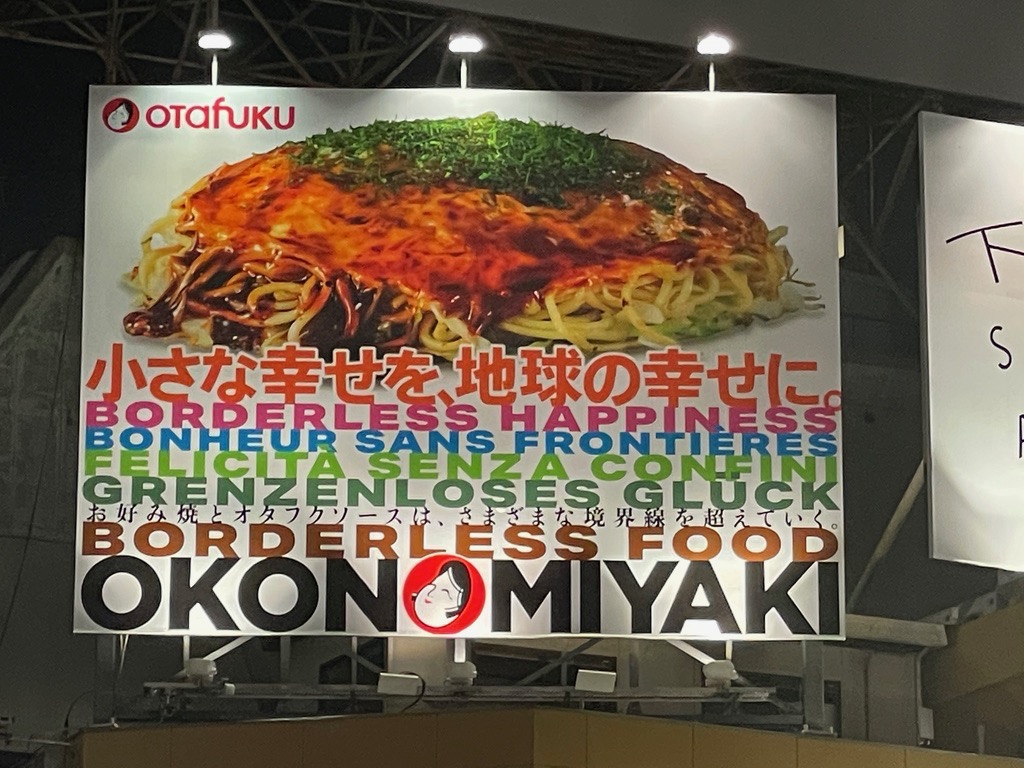 OTAFUKU
小さな幸せを、地球の幸せに。
BORDERLESS HAPPINESS
BONHEUR SANS FRONTIÈRES
FELICITÀ SENZA CONFINI
GRENZENLOSES GLÜCK
お好み焼とオタフクソースは、さまざまな境界線を超えていく。
BORDERLESS FOOD
OKONOMIYAKI